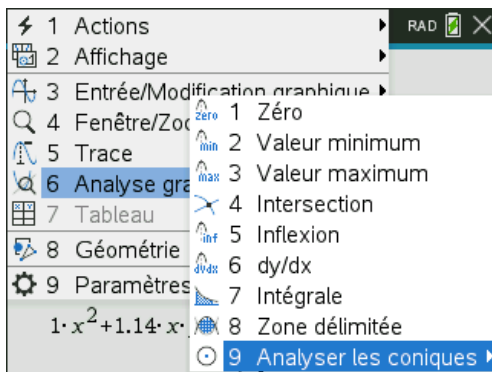 1 Actions
RAD
2 Affichage
3 Entrée/Modification graphique
4 Fenêtre/Zoo
5 Trace
6 Analyse gra
7 Tableau
8 Géométrie
9 Paramètres
zéro 1 Zéro
min 2 Valeur minimum
max 3 Valeur maximum
4 Intersection
inf 5 Inflexion
dy/dx 6 dy/dx
7 Intégrale
8 Zone délimitée
9 Analyser les coniques
1·x²+1.14·x·